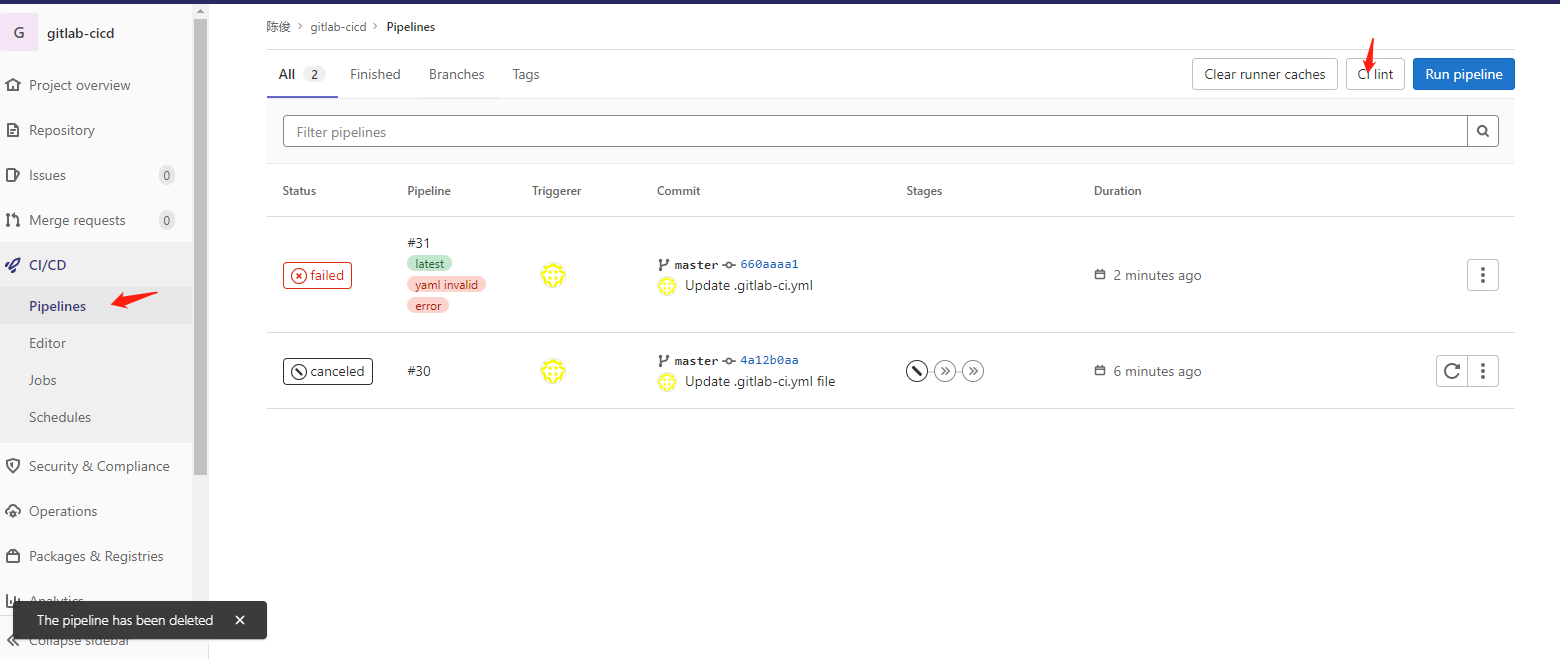 G gitlab-cicd
Project overview
Repository
Issues 0
Merge requests 0
CI/CD
Pipelines
Editor
Jobs
Schedules
Security & Compliance
Operations
Packages & Registries
Analytics
Collapse sidebar
The pipeline has been deleted
陈俊 > gitlab-cicd > Pipelines
All 2 Finished Branches Tags Clear runner caches CI lint Run pipeline
Filter pipelines
Status Pipeline Triggerer Commit Stages Duration
#31
latest
yaml invalid
error
failed
master 660aaaa1
Update .gitlab-ci.yml
2 minutes ago
canceled #30
master 4a12b0aa
Update .gitlab-ci.yml file
6 minutes ago